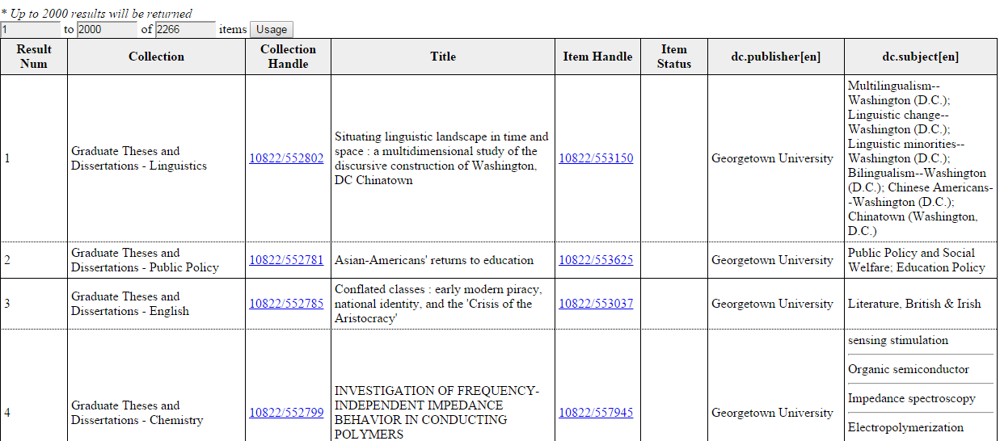 * Up to 2000 results will be returned
1 to 2000 of 2266 items Usage
Result Num Collection Collection Handle Title Item Handle Item Status dc.publisher[en] dc.subject[en]
1
Graduate Theses and
Dissertations - Linguistics
10822/552802
Situating linguistic landscape in time and
space : a multidimensional study of the
discursive construction of Washington,
DC Chinatown
10822/553150
Georgetown University
Multilingualism--
Washington (D.C.);
Linguistic change--
Washington (D.C.);
Linguistic minorities--
Washington (D.C.);
Bilingualism--Washington
(D.C.); Chinese Americans-
-Washington (D.C.);
Chinatown (Washington,
D.C.)
2
Graduate Theses and
Dissertations - Public Policy
10822/552781
Asian-Americans' returns to education
10822/553625
Georgetown University
Public Policy and Social
Welfare; Education Policy
3
Graduate Theses and
Dissertations - English
10822/552785
Conflated classes : early modern piracy,
national identity, and the 'Crisis of the
Aristocracy'
10822/553037
Georgetown University
Literature, British & Irish
4
Graduate Theses and
Dissertations - Chemistry
10822/552799
INVESTIGATION OF FREQUENCY-
INDEPENDENT IMPEDANCE
BEHAVIOR IN CONDUCTING
POLYMERS
10822/557945
Georgetown University
sensing stimulation
Organic semiconductor
Impedance spectroscopy
Electropolymerization